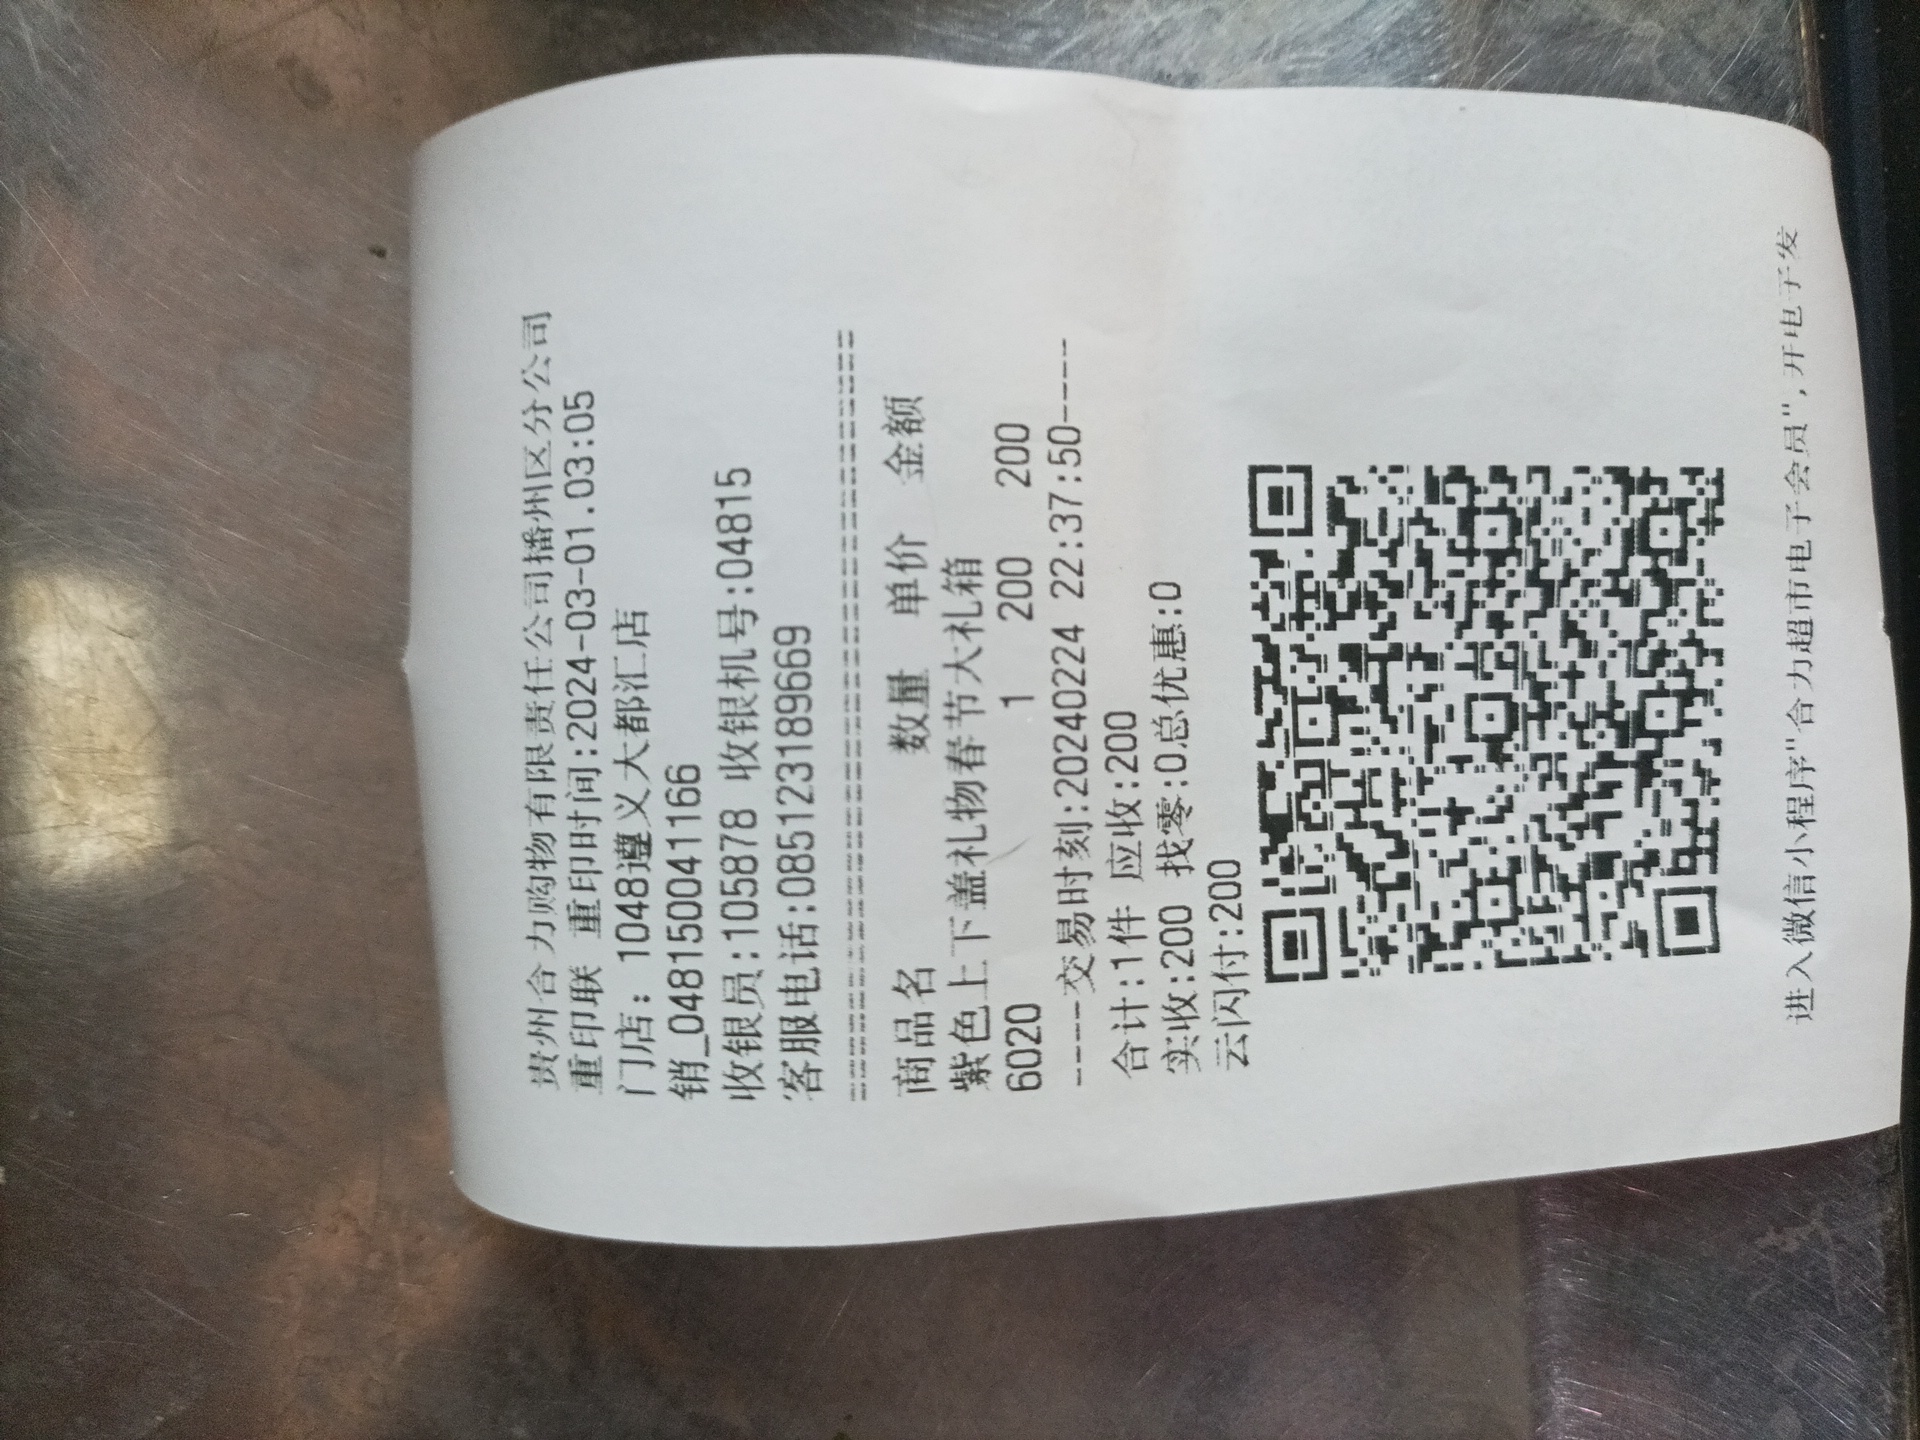 贵州合力购物有限责任公司播州区分公司
重印联 重印时间:2024-03-01.03:05
门店: 1048遵义大都汇店
销_0481500041166
收银员:105878 收银机号:04815
客服电话:085123189669
================================
商品名 数量 单价 金额
紫色上下盖礼物春节大礼箱
6020 1 200 200
----交易时刻:20240224 22:37:50----
合计:1件 应收:200
实收:200 找零:0总优惠:0
云闪付:200
进入微信小程序"合力超市电子会员",开电子发